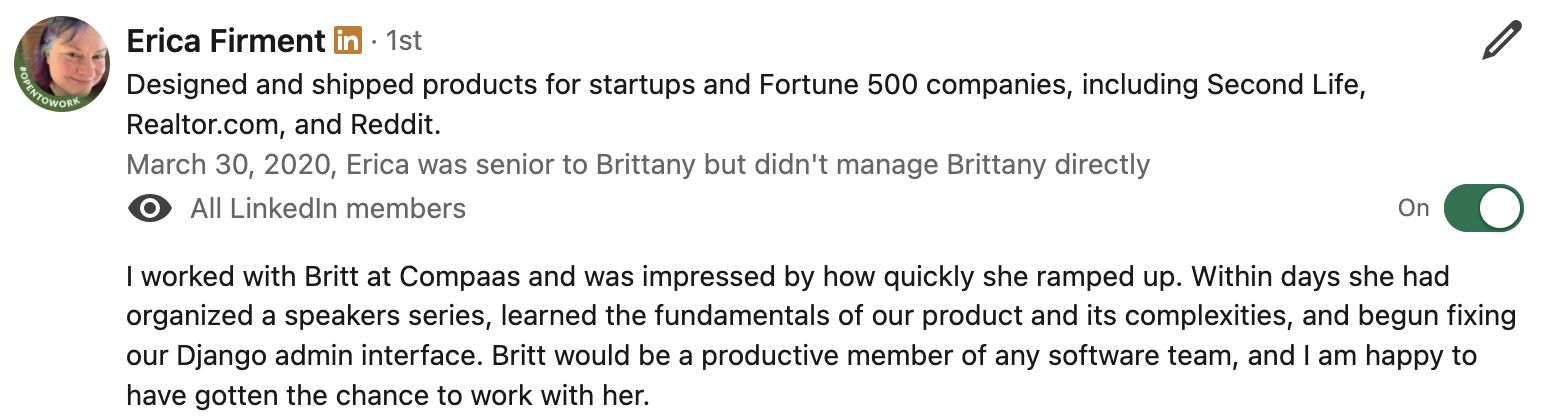 Erica Firment in · 1st
Designed and shipped products for startups and Fortune 500 companies, including Second Life,
Realtor.com, and Reddit.
March 30, 2020, Erica was senior to Brittany but didn't manage Brittany directly
All LinkedIn members
On
I worked with Britt at Compaas and was impressed by how quickly she ramped up. Within days she had
organized a speakers series, learned the fundamentals of our product and its complexities, and begun fixing
our Django admin interface. Britt would be a productive member of any software team, and I am happy to
have gotten the chance to work with her.
#OPENTOWORK